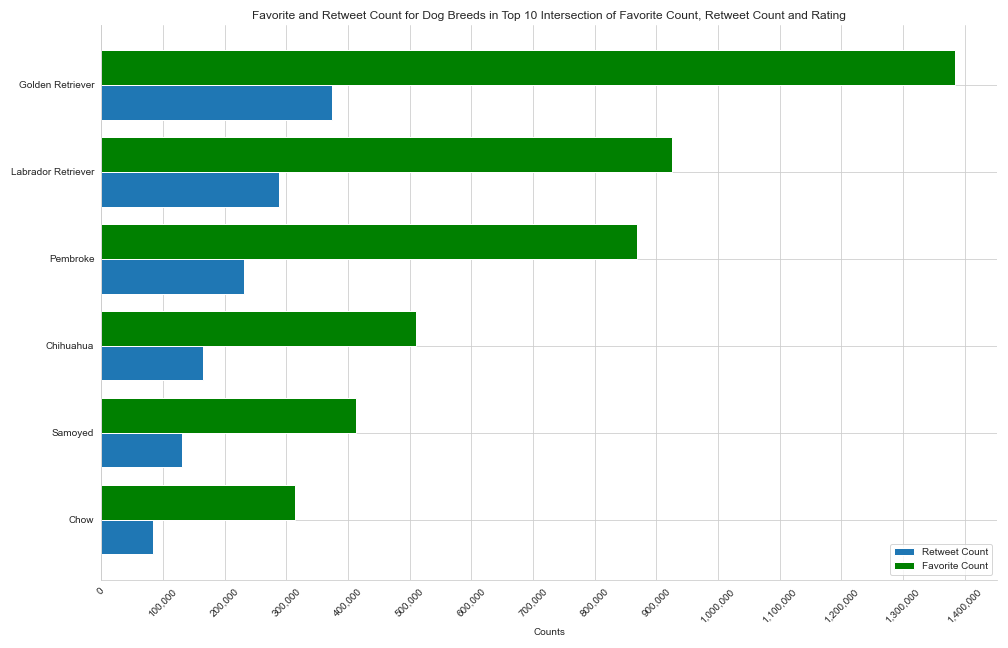 Favorite and Retweet Count for Dog Breeds in Top 10 Intersection of Favorite Count, Retweet Count and Rating
Golden Retriever
Labrador Retriever
Pembroke
Chihuahua
Samoyed
Chow
Retweet Count
Favorite Count
0
100,000
200,000
300,000
400,000
500,000
600,000
700,000
800,000
900,000
1,000,000
1,100,000
1,200,000
1,300,000
1,400,000
Counts